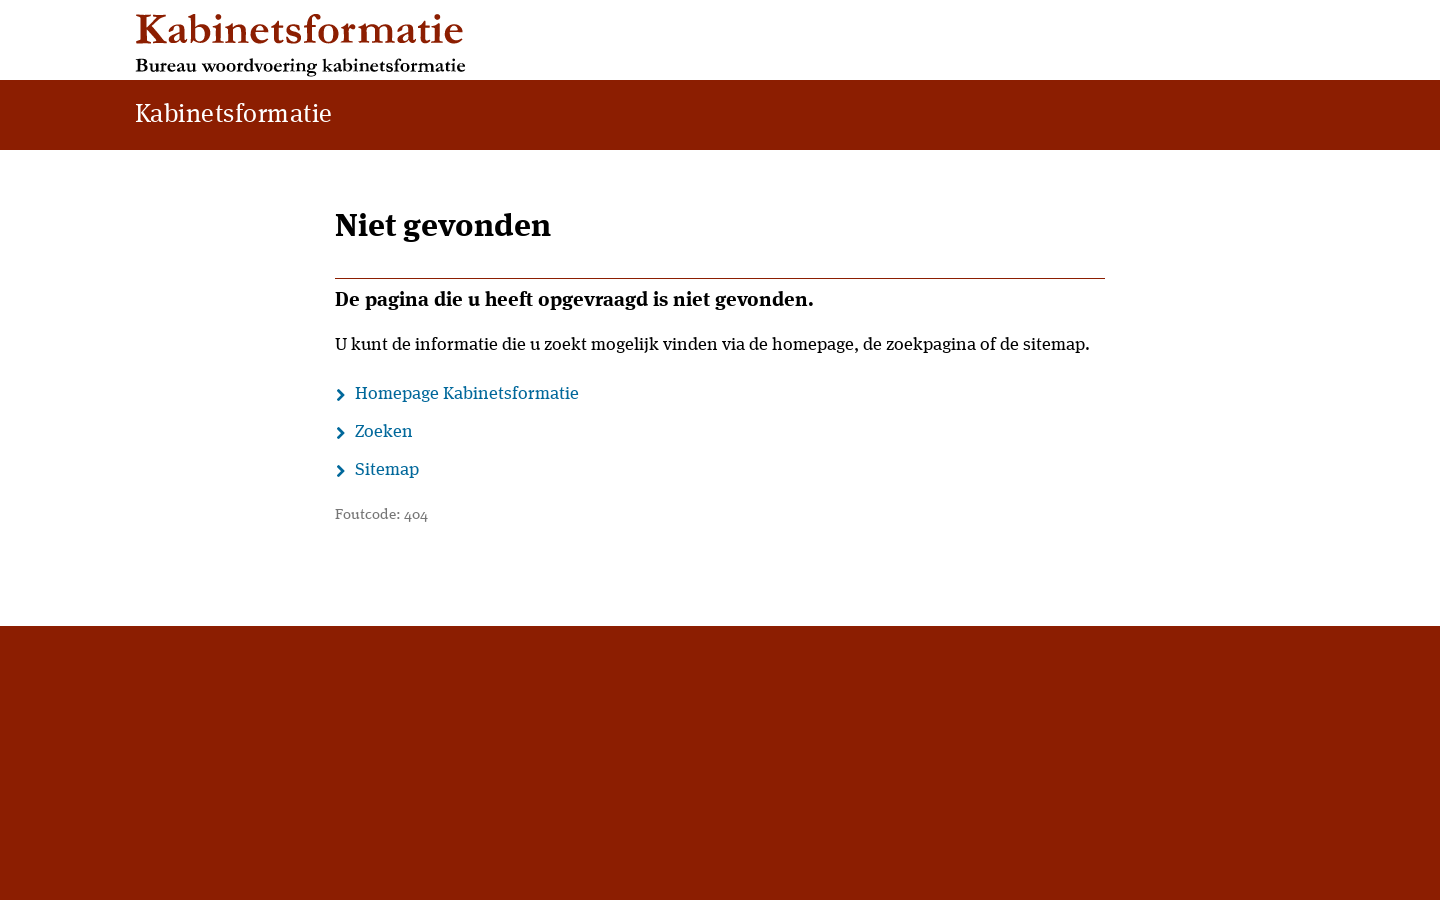 Kabinetsformatie
Bureau woordvoering kabinetsformatie
Kabinetsformatie
Niet gevonden
De pagina die u heeft opgevraagd is niet gevonden.
U kunt de informatie die u zoekt mogelijk vinden via de homepage, de zoekpagina of de sitemap.
Homepage Kabinetsformatie
Zoeken
Sitemap
Foutcode: 404